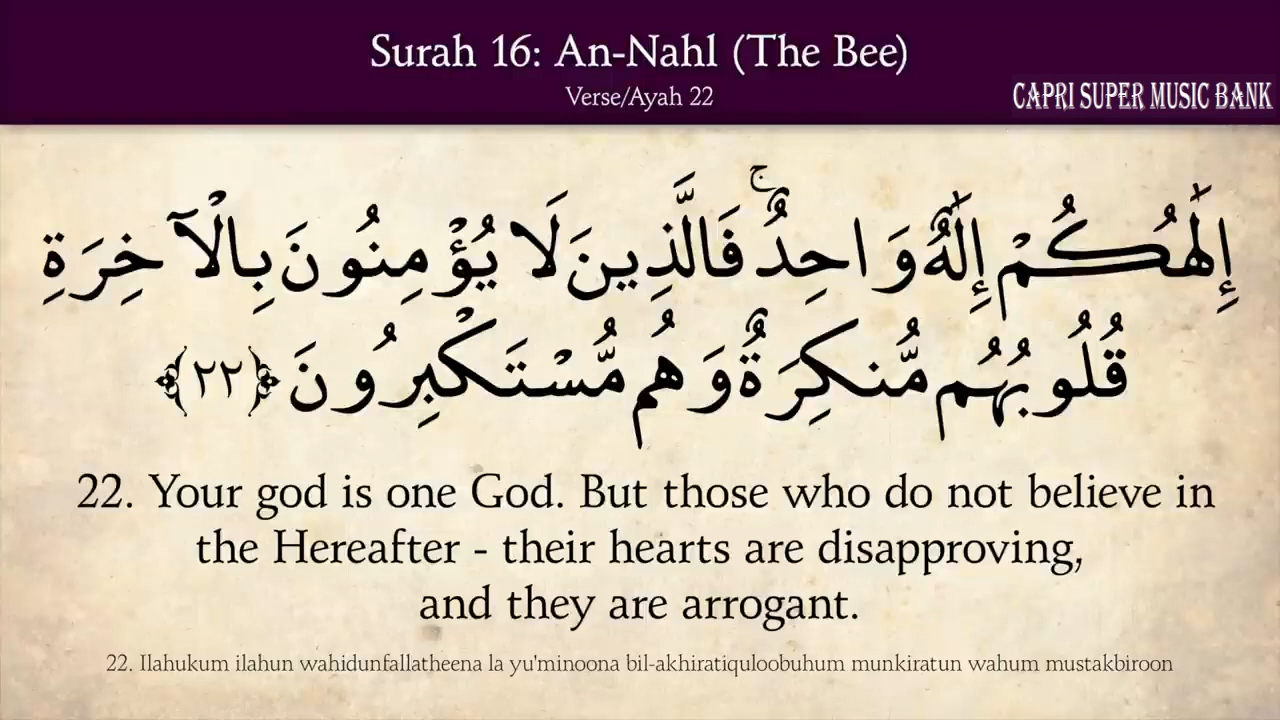 Surah 16: An-Nahl (The Bee)
Verse/Ayah 22
CAPRI SUPER MUSIC BANK
إِلَٰهُكُمْ إِلَٰهٌ وَاحِدٌ ۚ فَالَّذِينَ لَا يُؤْمِنُونَ بِالْآخِرَةِ
قُلُوبُهُم مُّنكِرَةٌ وَهُم مُّسْتَكْبِرُونَ ﴿٢٢﴾
22. Your god is one God. But those who do not believe in
the Hereafter - their hearts are disapproving,
and they are arrogant.
22. Ilahukum ilahun wahidunfallatheena la yu'minoona bil-akhiratiquloobuhum munkiratun wahum mustakbiroon